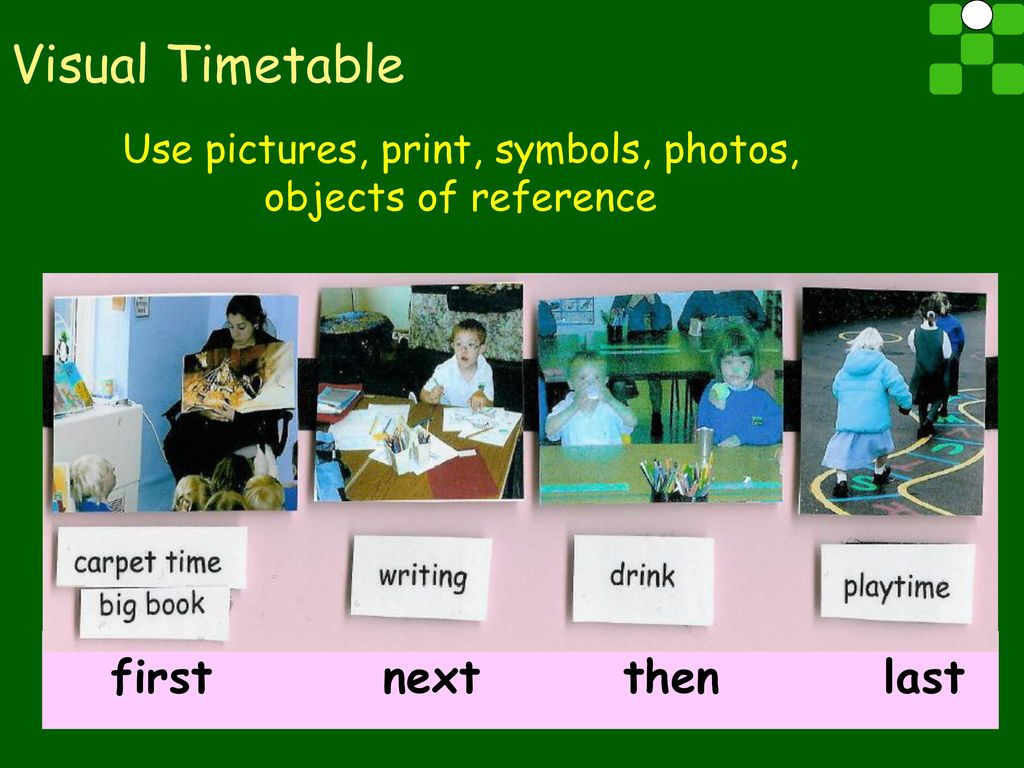 Visual Timetable
Use pictures, print, symbols, photos,
objects of reference
carpet time
big book
writing
drink
playtime
first next then last